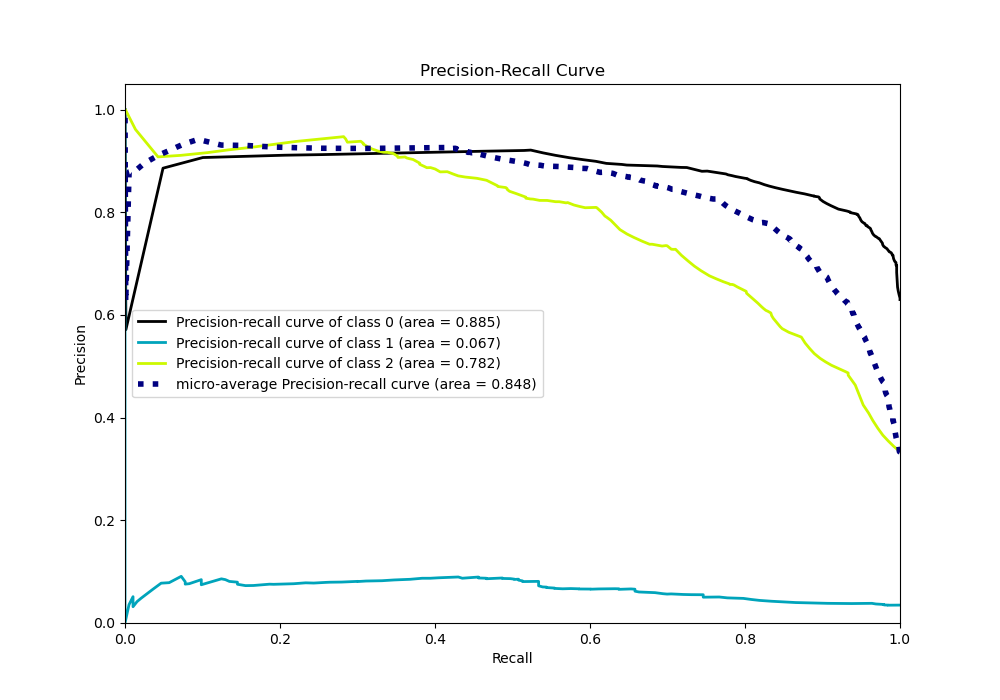 Precision-Recall Curve
1.0
0.8
0.6
0.4
0.2
0.0
Precision
Precision-recall curve of class 0 (area = 0.885)
Precision-recall curve of class 1 (area = 0.067)
Precision-recall curve of class 2 (area = 0.782)
micro-average Precision-recall curve (area = 0.848)
0.0 0.2 0.4 0.6 0.8 1.0
Recall